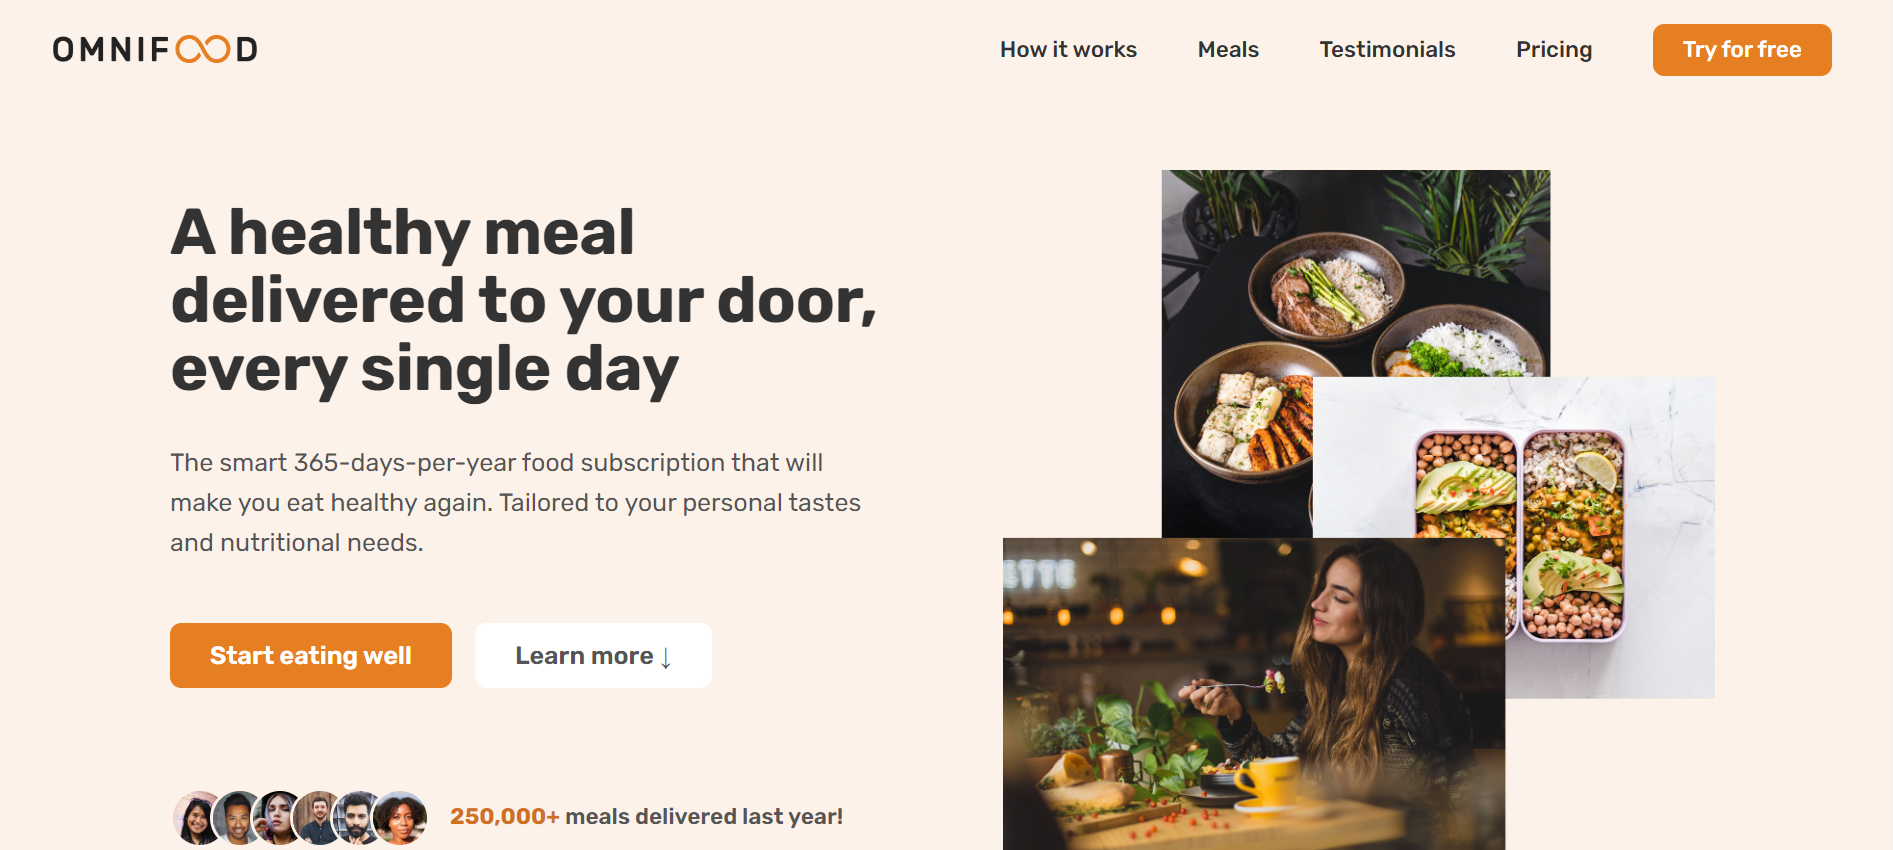 OMNIFOOD
How it works
Meals
Testimonials
Pricing
Try for free
A healthy meal
delivered to your door,
every single day
The smart 365-days-per-year food subscription that will
make you eat healthy again. Tailored to your personal tastes
and nutritional needs.
Start eating well
Learn more ↓
250,000+ meals delivered last year!
ETTE